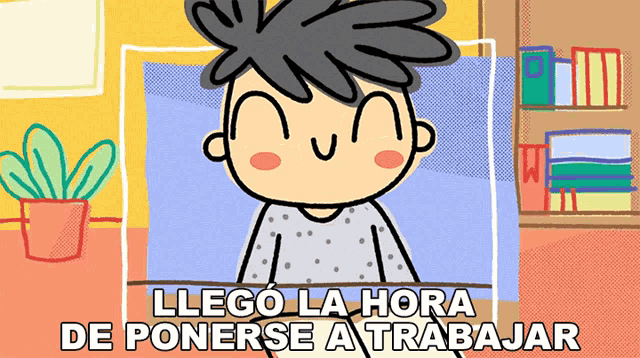 LLEGÓ LA HORA
DE PONERSE A TRABAJAR